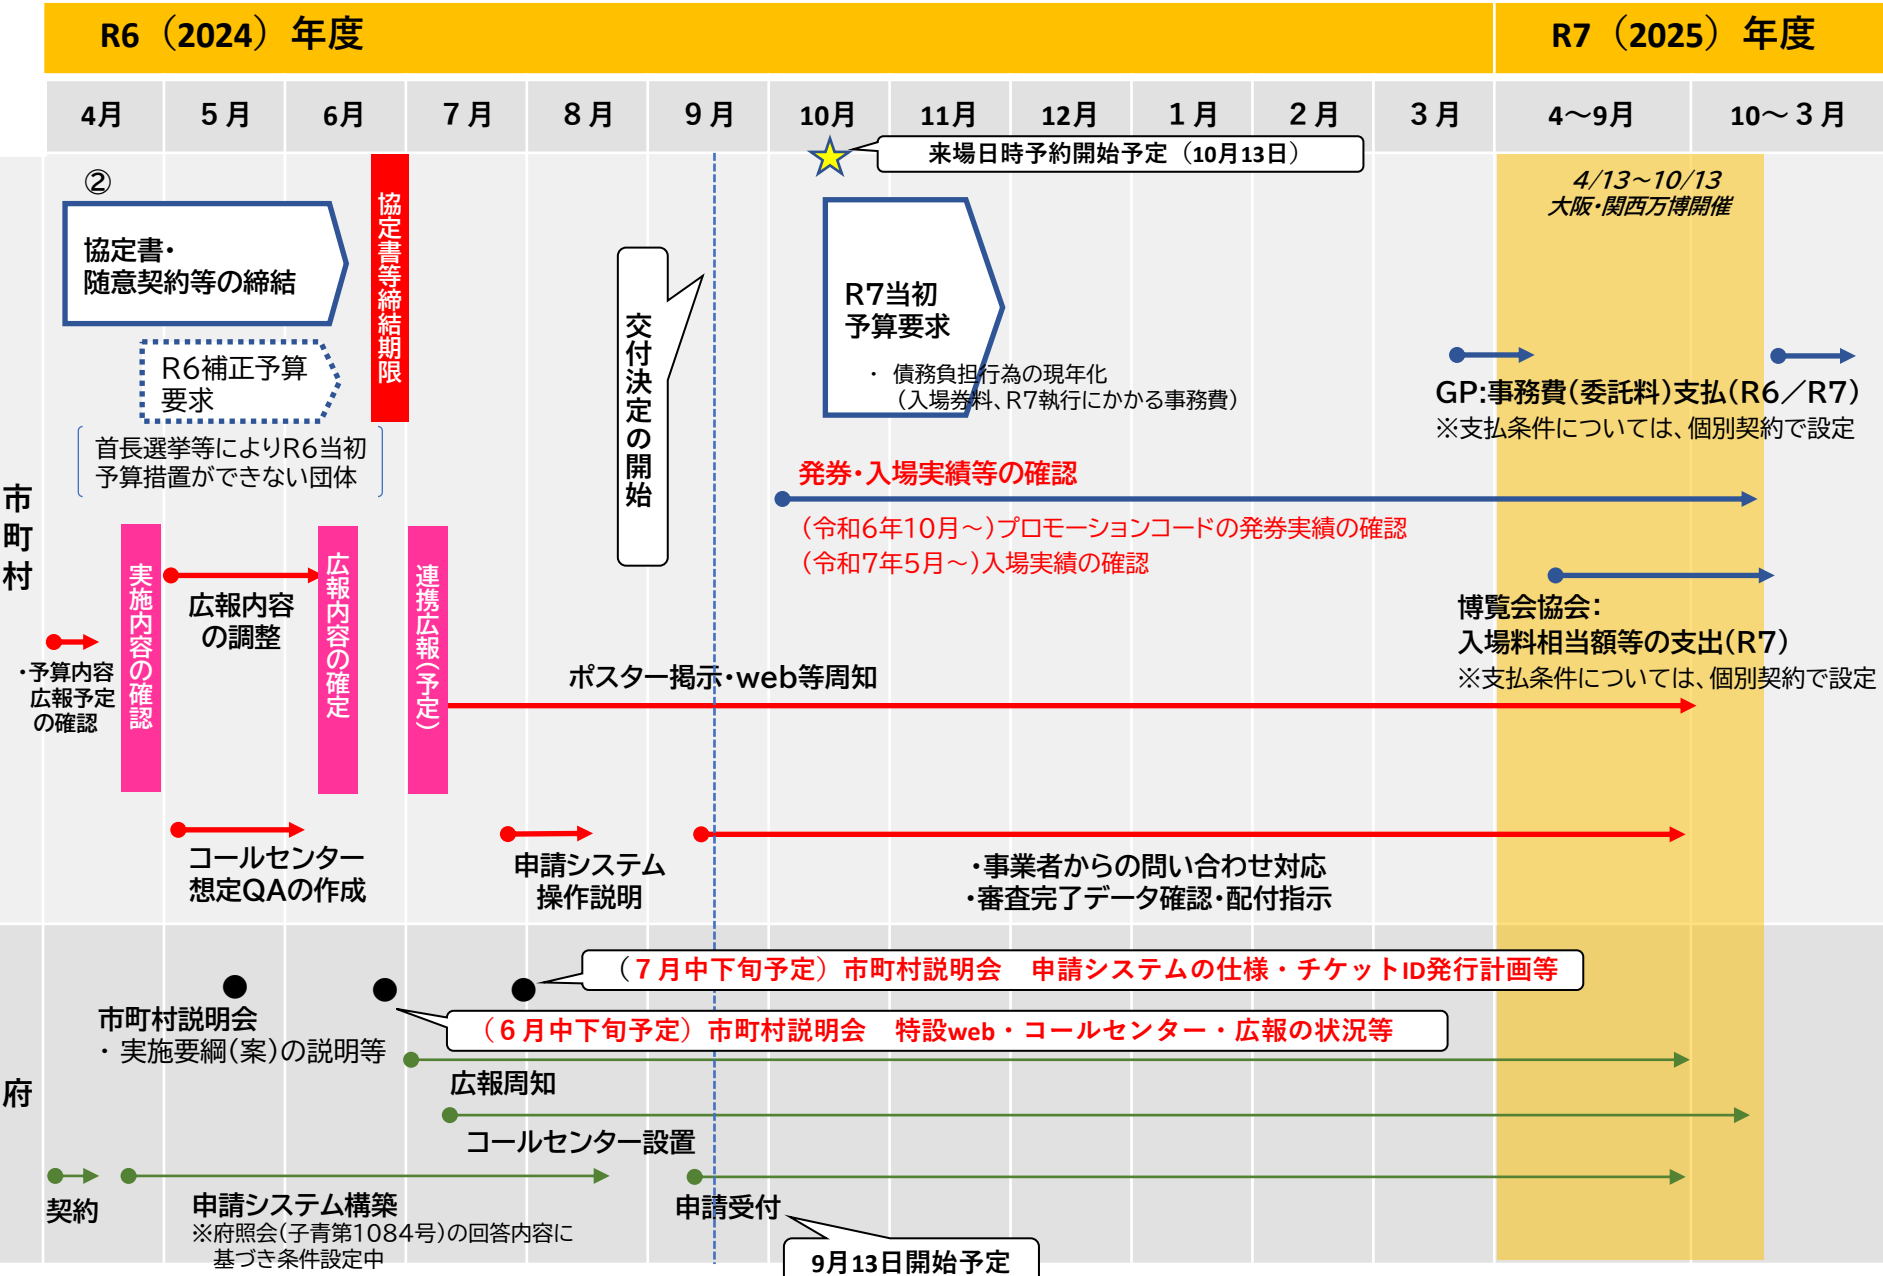 R6（2024）年度
R7（2025）年度
4月
５月
6月
７月
８月
９月
10月
11月
12月
１月
２月
３月
4～9月
10～３月
来場日時予約開始予定（10月13日）
4/13～10/13
大阪・関西万博開催
市町村
②
協定書・
随意契約等の締結
協定書等締結期限
R6補正予算
要求
首長選挙等によりR6当初
予算措置ができない団体
交付決定の開始
R7当初
予算要求
・ 債務負担行為の現年化
（入場券料、R7執行にかかる事務費）
GP:事務費（委託料）支払（R6／R7）
※支払条件については、個別契約で設定
発券・入場実績等の確認
（令和6年10月～）プロモーションコードの発券実績の確認
（令和7年5月～）入場実績の確認
博覧会協会：
入場料相当額等の支出（R7）
※支払条件については、個別契約で設定
・予算内容
広報予定
の確認
実施内容の確認
広報内容
の調整
広報内容の確定
連携広報（予定）
ポスター掲示・web等周知
コールセンター
想定QAの作成
申請システム
操作説明
・事業者からの問い合わせ対応
・審査完了データ確認・配付指示
府
（７月中下旬予定）市町村説明会　申請システムの仕様・チケットID発行計画等
（６月中下旬予定）市町村説明会　特設web・コールセンター・広報の状況等
市町村説明会
・実施要綱（案）の説明等
広報周知
コールセンター設置
契約
申請システム構築
※府照会（子青第1084号）の回答内容に
基づき条件設定中
申請受付
9月13日開始予定